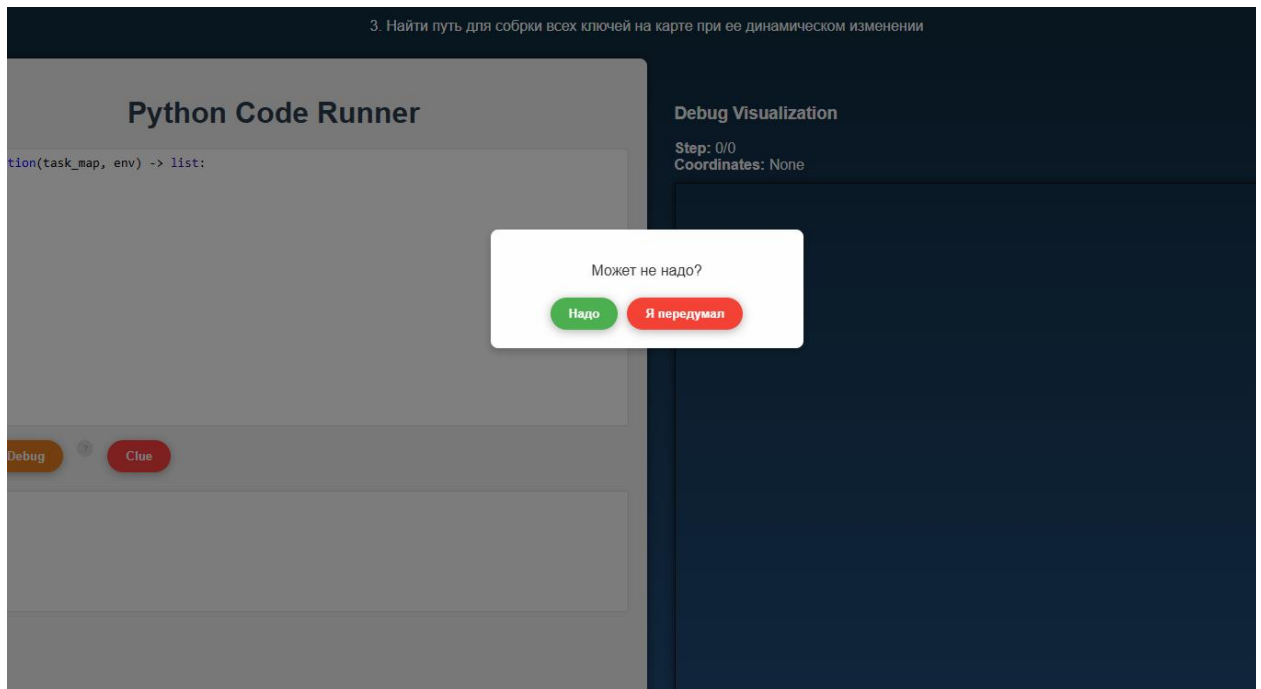 3. Найти путь для собрки всех ключей на карте при ее динамическом изменении
Python Code Runner
tion(task_map, env) -> list:
Debug
?
Clue
Debug Visualization
Step: 0/0
Coordinates: None
Может не надо?
Надо
Я передумал